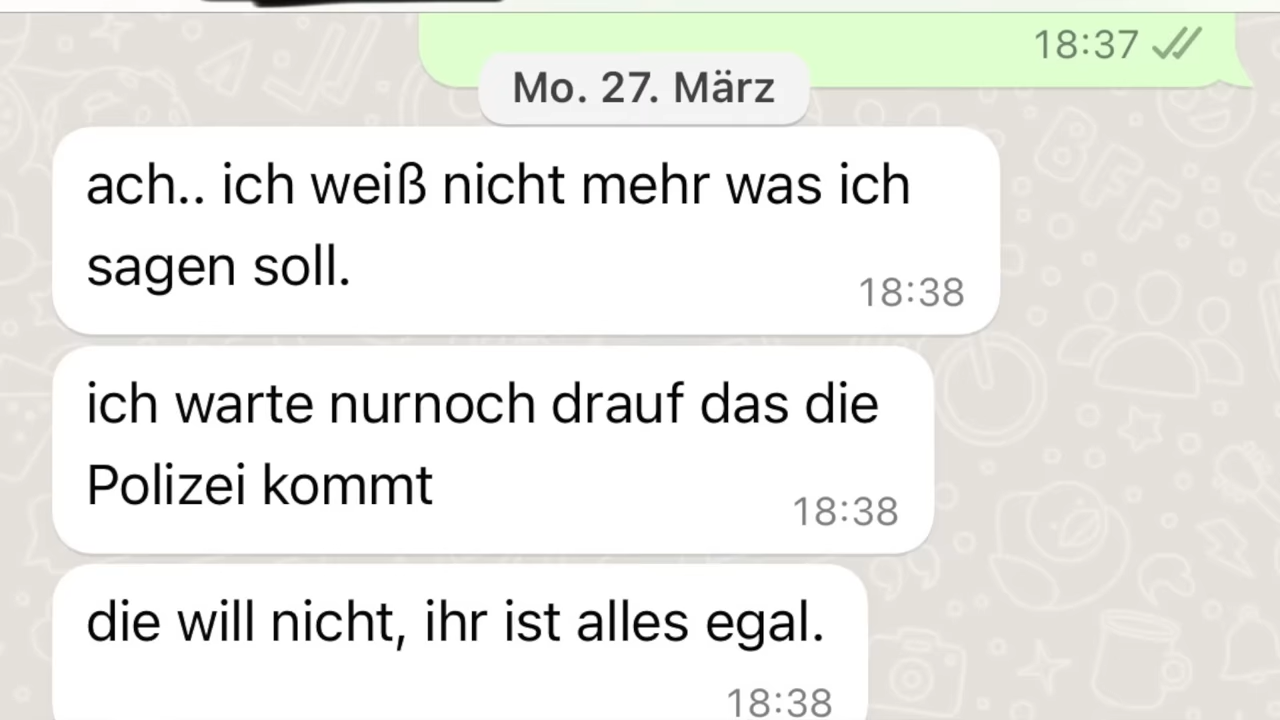 18:37
Mo. 27. März
ach.. ich weiß nicht mehr was ich
sagen soll.
18:38
ich warte nurnoch drauf das die
Polizei kommt
18:38
die will nicht, ihr ist alles egal.
18:38